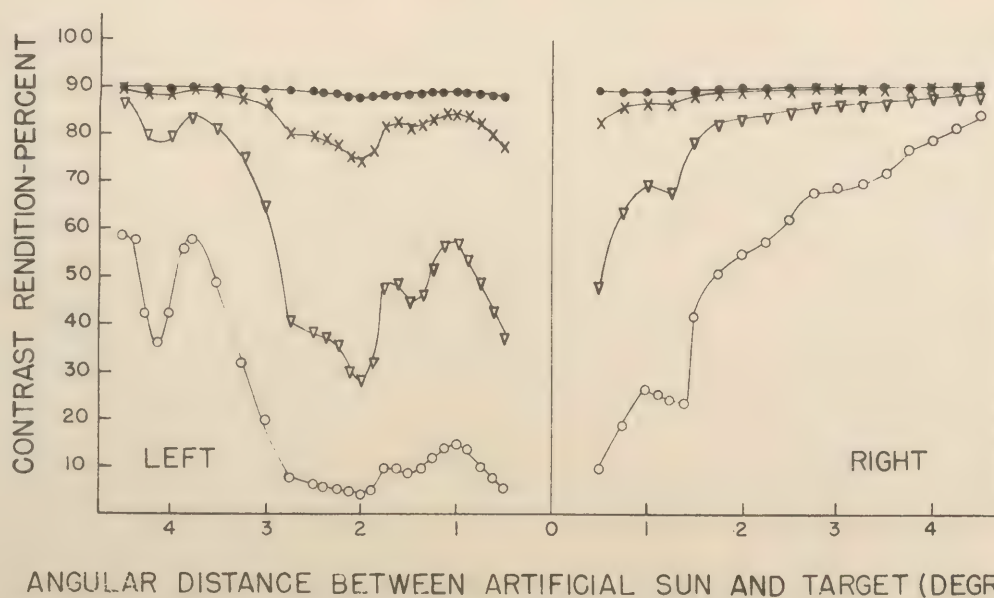 CONTRAST RENDITION-PERCENT
100
90
80
70
60
50
40
30
20
10
LEFT
RIGHT
4 3 2 1 0 1 2 3 4
ANGULAR DISTANCE BETWEEN ARTIFICIAL SUN AND TARGET (DEGR